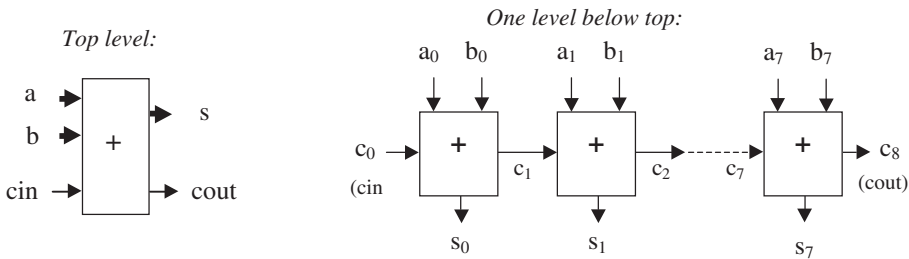 One level below top:
Top level:
a₀ b₀ a₁ b₁ a₇ b₇
a
b
cin
+
s
cout
c₀
(cin
+
c₁
+
c₂
c₇
+
c₈
(cout)
s₀ s₁ s₇